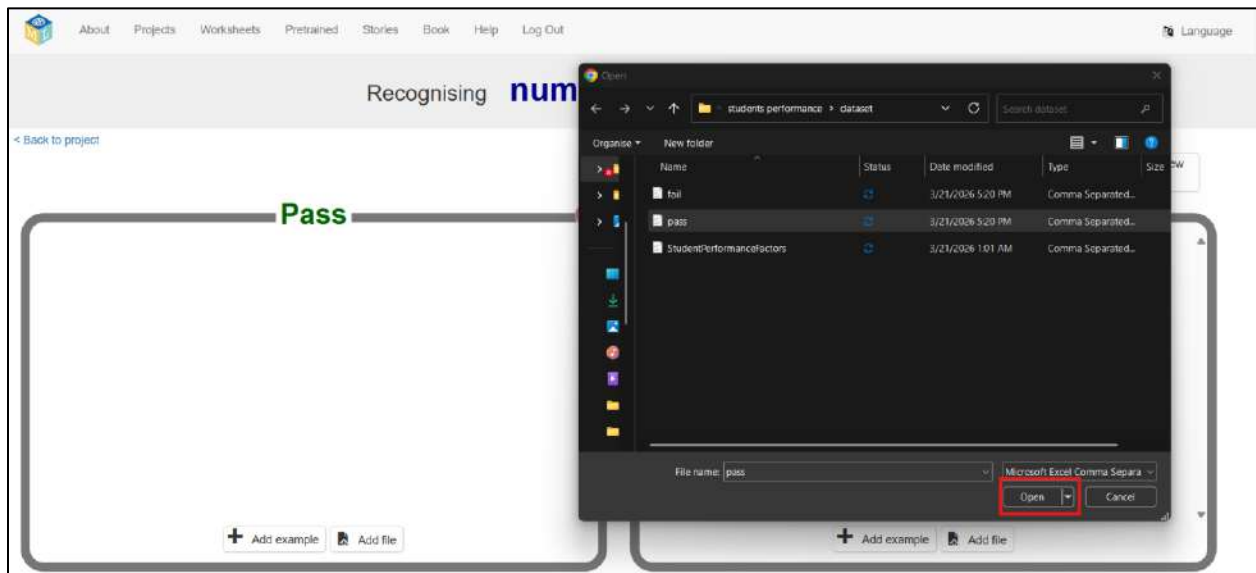 About Projects Worksheets Pretrained Stories Book Help Log Out Language
Recognising num
< Back to project
Pass
Add example Add file
Add example Add file
Open
students performance > dataset
Search dataset
Organise New folder
Name Status Date modified Type Size
fail 3/21/2026 5:20 PM Comma Separated...
pass 3/21/2026 5:20 PM Comma Separated...
StudentPerformanceFactors 3/21/2026 1:01 AM Comma Separated...
File name: pass Microsoft Excel Comma Separa
Open Cancel